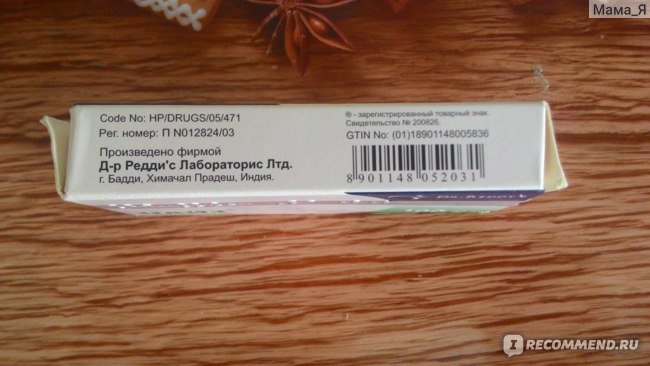 Мама_Я
Code No: HP/DRUGS/05/471
Рег. номер: П N012824/03
Произведено фирмой
Д-р Редди'с Лабораторис Лтд.
г. Бадди, Химачал Прадеш, Индия.
® - зарегистрированный товарный знак.
Свидетельство № 200826.
GTIN No: (01)18901148005836
8 901148 052031
IRECOMMEND.RU